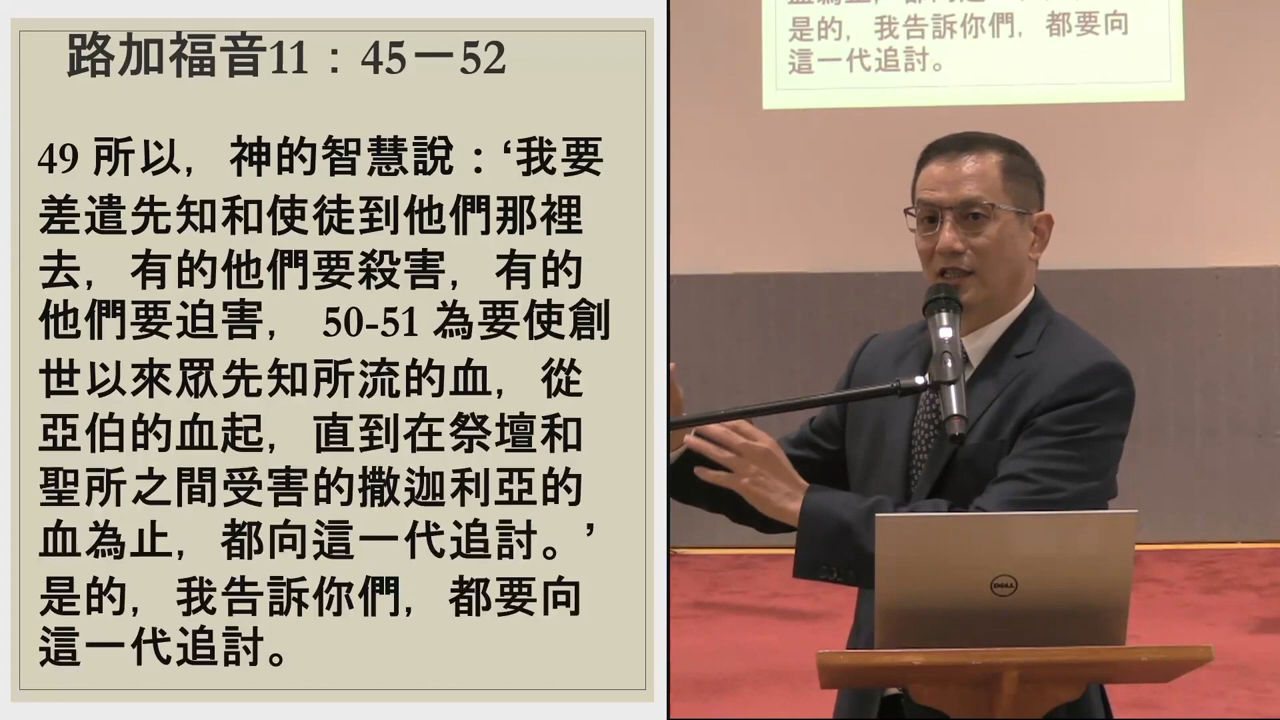 路加福音11：45－52
49 所以，神的智慧說：‘我要
差遣先知和使徒到他們那裡
去，有的他們要殺害，有的
他們要迫害， 50-51 為要使創
世以來眾先知所流的血，從
亞伯的血起，直到在祭壇和
聖所之間受害的撒迦利亞的
血為止，都向這一代追討。’
是的，我告訴你們，都要向
這一代追討。
是的，我告訴你們，都要向
這一代追討。
DELL